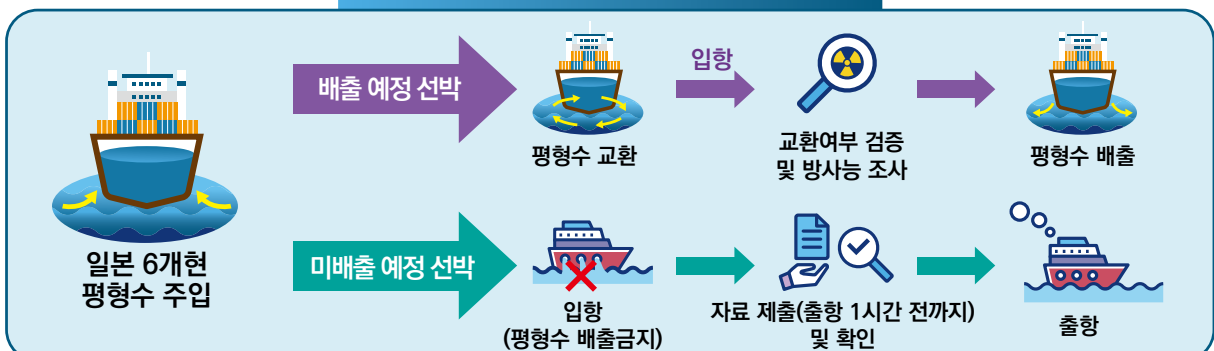 일본 6개현
평형수 주입
배출 예정 선박
평형수 교환
입항
교환여부 검증
및 방사능 조사
평형수 배출
미배출 예정 선박
입항
(평형수 배출금지)
자료 제출(출항 1시간 전까지)
및 확인
출항